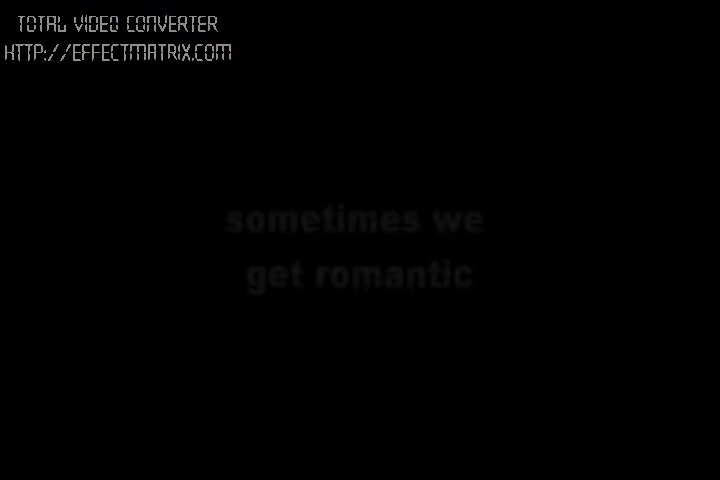 TOTAL VIDEO CONVERTER
HTTP://EFFECTMATRIX.COM
sometimes we
get romantic